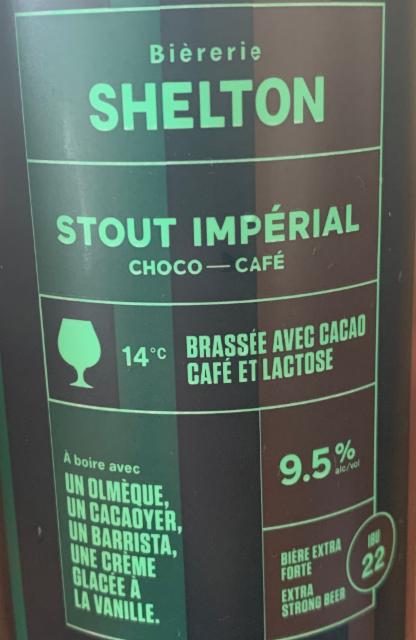 Bièrerie
SHELTON
STOUT IMPÉRIAL
CHOCO — CAFÉ
14°C
BRASSÉE AVEC CACAO
CAFÉ ET LACTOSE
À boire avec
UN OLMÈQUE,
UN CACAOYER,
UN BARRISTA,
UNE CRÈME
GLACÉE À
LA VANILLE.
9.5%
alc/vol
BIÈRE EXTRA
FORTE
EXTRA
STRONG BEER
IBU
22